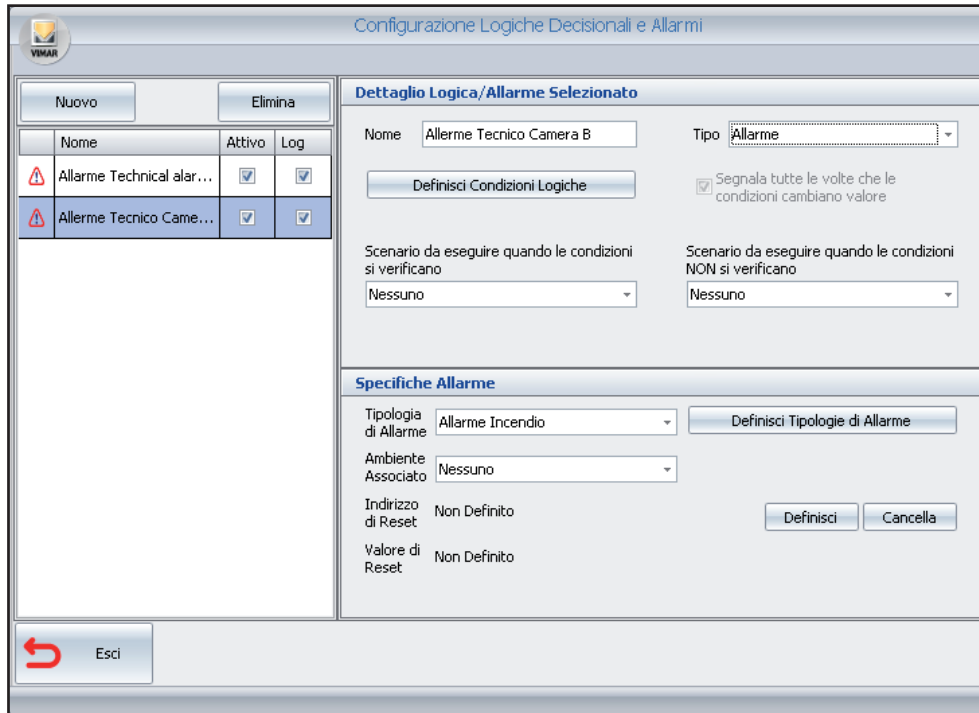 Configurazione Logiche Decisionali e Allarmi
VIMAR
Nuovo
Elimina
Nome Attivo Log
Allarme Technical alar...
Allerme Tecnico Came...
Dettaglio Logica/Allarme Selezionato
Nome Allerme Tecnico Camera B
Tipo Allarme
Definisci Condizioni Logiche
Segnala tutte le volte che le
condizioni cambiano valore
Scenario da eseguire quando le condizioni
si verificano
Nessuno
Scenario da eseguire quando le condizioni
NON si verificano
Nessuno
Specifiche Allarme
Tipologia
di Allarme
Allarme Incendio
Definisci Tipologie di Allarme
Ambiente
Associato
Nessuno
Indirizzo
di Reset
Non Definito
Definisci
Cancella
Valore di
Reset
Non Definito
Esci